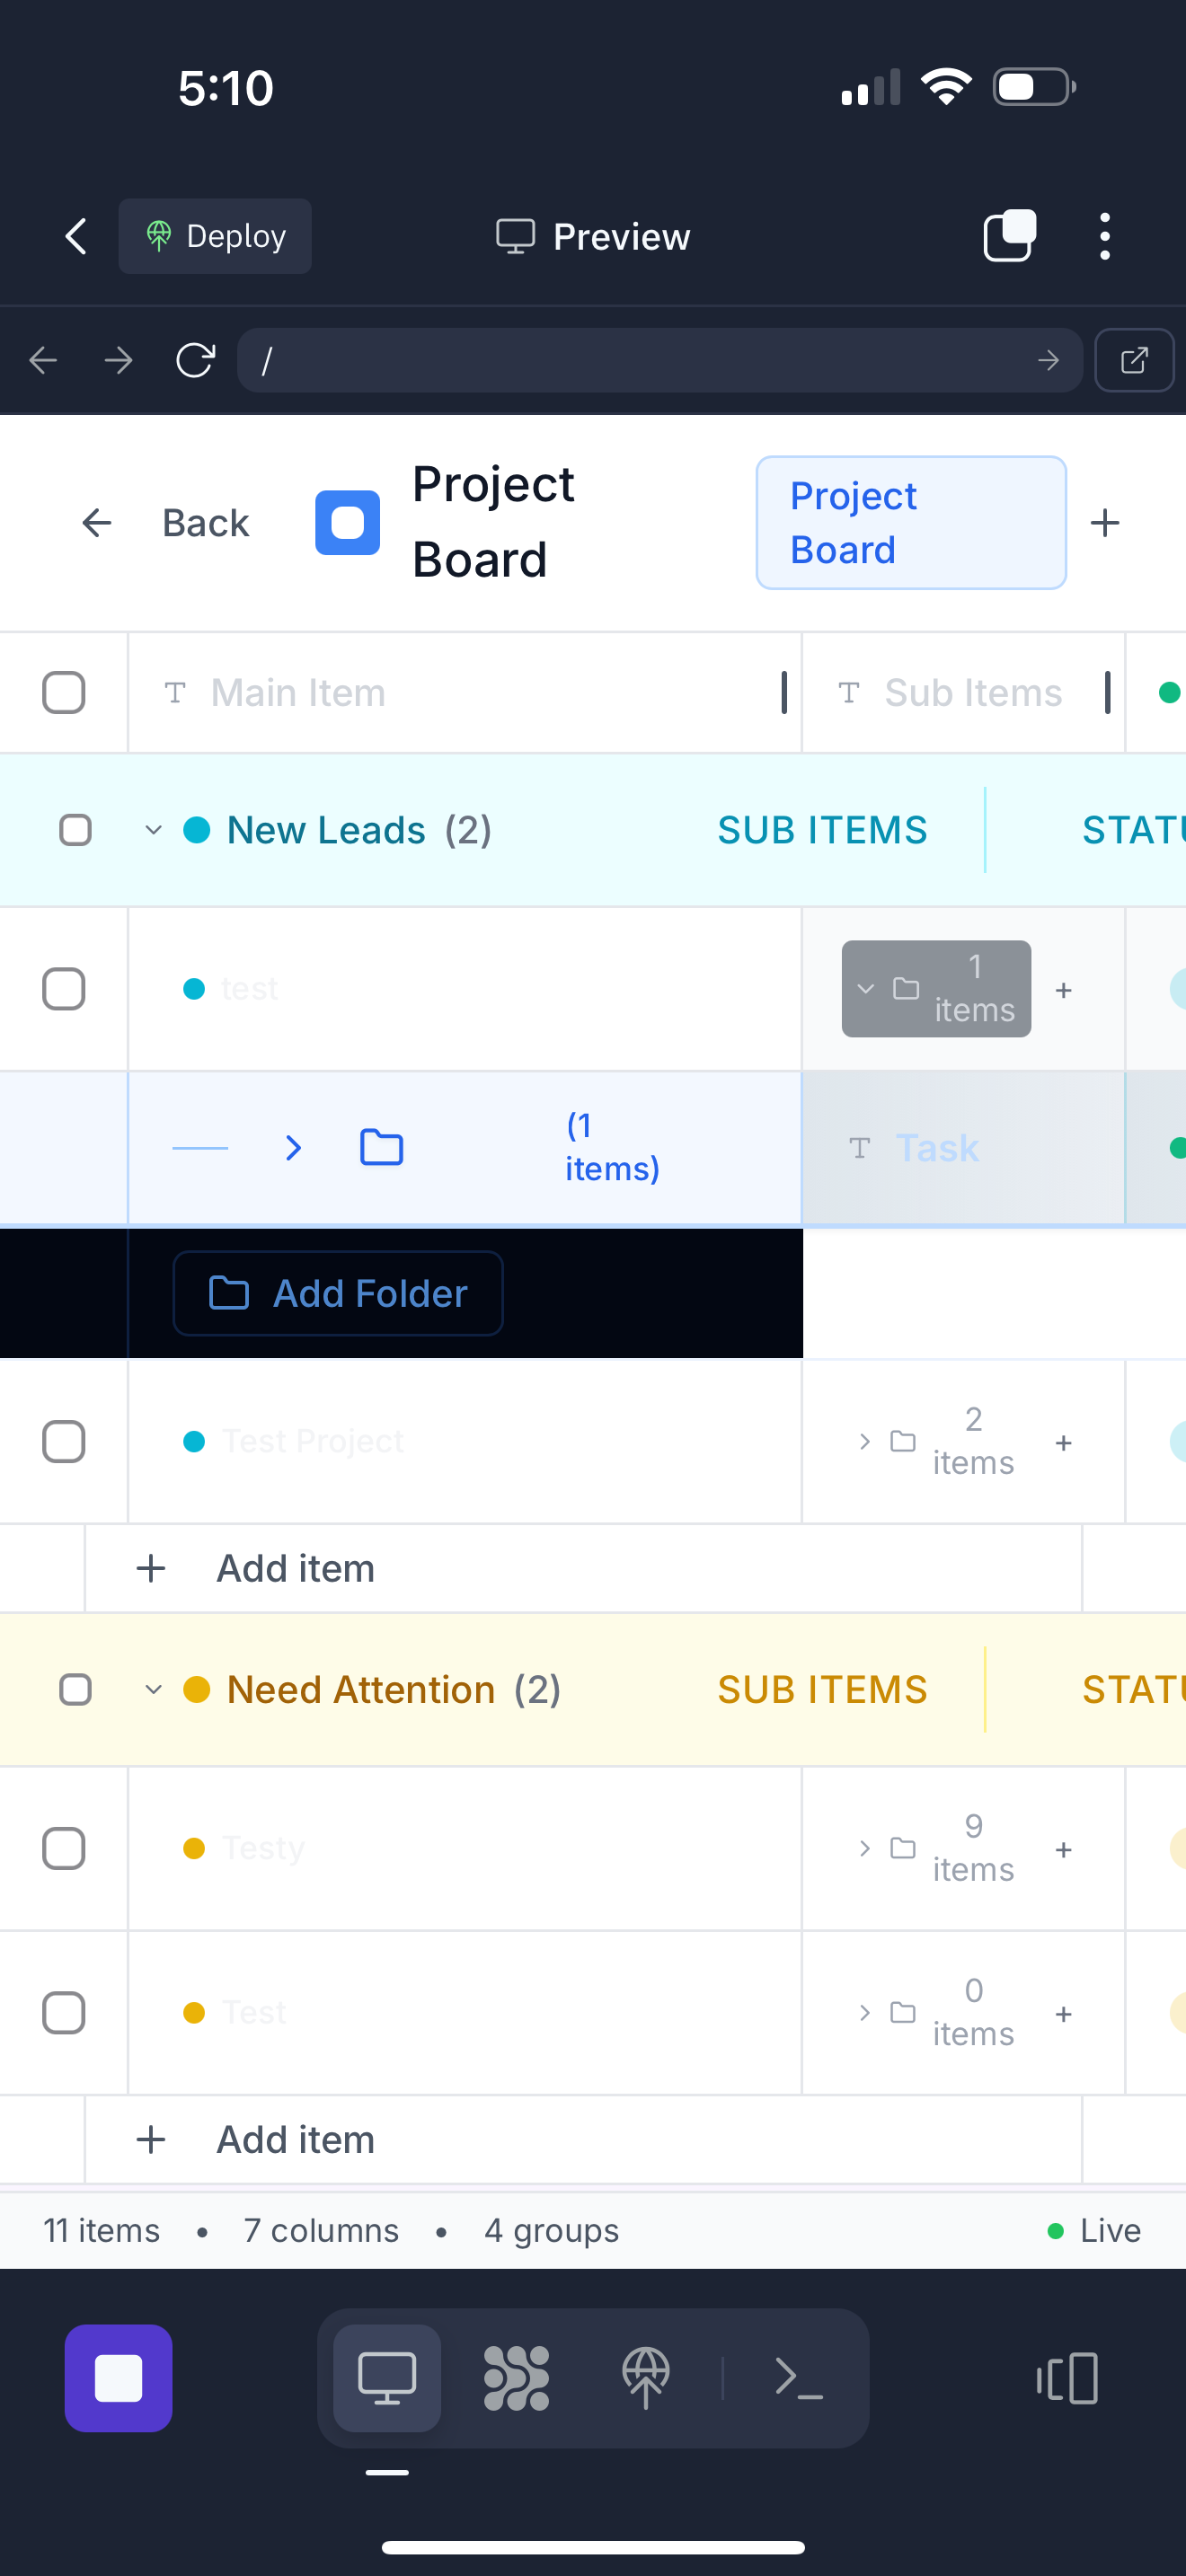 5:10
Deploy
Preview
/
Back
Project
Board
Project
Board
+
Main Item
Sub Items
New Leads (2)
SUB ITEMS
STATU
test
1
items
+
(1
items)
Task
Add Folder
Test Project
2
items
+
+ Add item
Need Attention (2)
SUB ITEMS
STATU
Testy
9
items
+
Test
0
items
+
+ Add item
11 items • 7 columns • 4 groups
Live